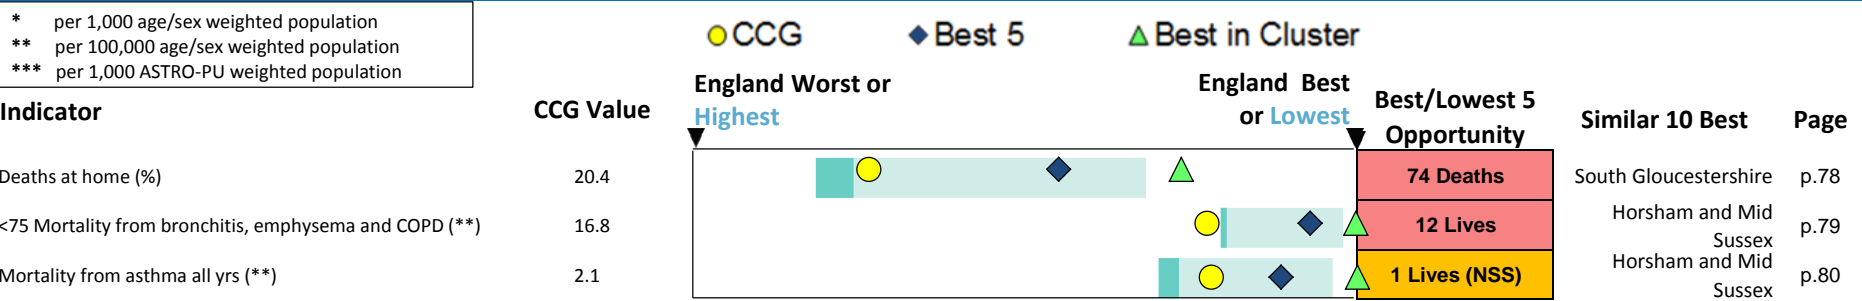 * per 1,000 age/sex weighted population
** per 100,000 age/sex weighted population
*** per 1,000 ASTRO-PU weighted population
CCG
Best 5
Best in Cluster
Indicator
CCG Value
England Worst or
Highest
England Best
or Lowest
Best/Lowest 5
Opportunity
Similar 10 Best
Page
Deaths at home (%)
20.4
74 Deaths
South Gloucestershire
p.78
<75 Mortality from bronchitis, emphysema and COPD (**)
16.8
12 Lives
Horsham and Mid
Sussex
p.79
Mortality from asthma all yrs (**)
2.1
1 Lives (NSS)
Horsham and Mid
Sussex
p.80